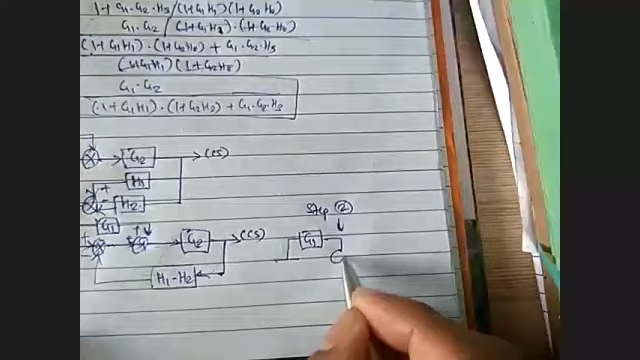 1 + G1.G2.H3/(1+G1H1)(1+G2H2)
G1.G2 / (1+G1H1).(1+G2H2)
(1+G1H1).(1+G2H2) + G1.G2.H3
(1+G1H1)(1+G2H2)
G1.G2
(1+G1H1).(1+G2H2) + G1.G2.H3
G2 C(S)
+ H1
- H2
Step 2
G1
+ + G2 C(S) G1
H1-H2